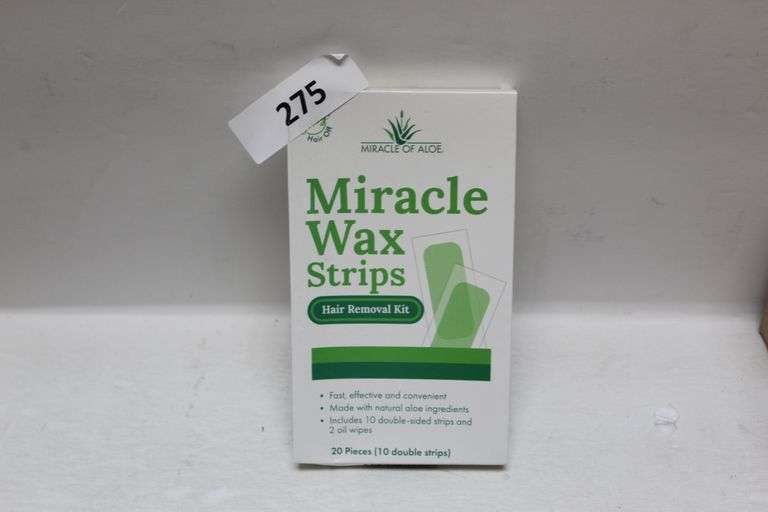 275
Hair Off
MIRACLE OF ALOE
Miracle
Wax
Strips
Hair Removal Kit
• Fast, effective and convenient
• Made with natural aloe ingredients
• Includes 10 double-sided strips and
2 oil wipes
20 Pieces (10 double strips)